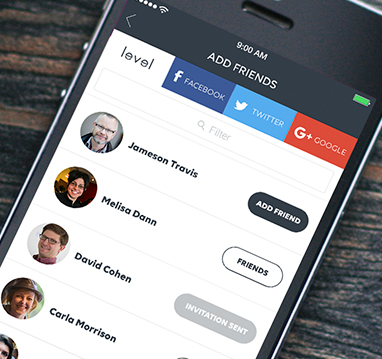 9:00 AM
ADD FRIENDS
level
FACEBOOK
TWITTER
G+ GOOGLE
Filter
Jameson Travis
ADD FRIEND
Melisa Dann
FRIENDS
David Cohen
INVITATION SENT
Carla Morrison